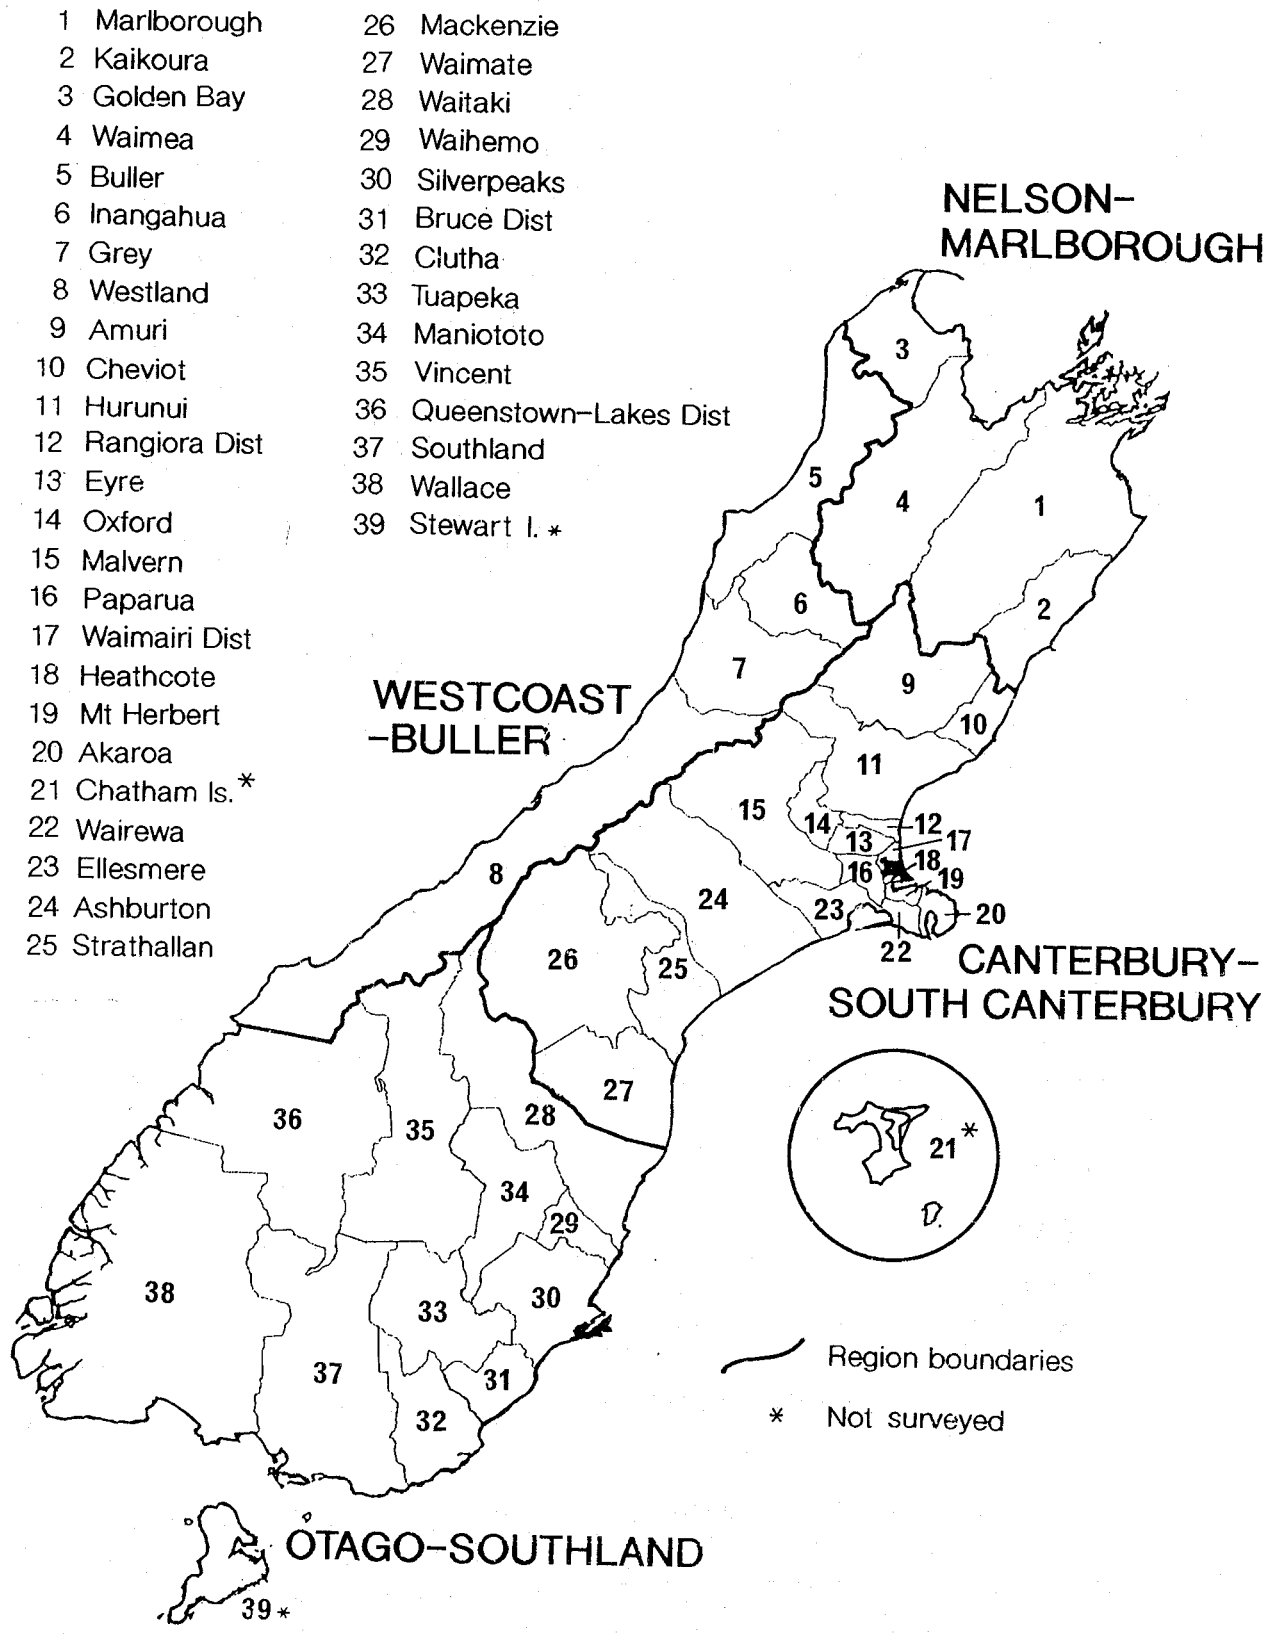 1 Marlborough
2 Kaikoura
3 Golden Bay
4 Waimea
5 Buller
6 Inangahua
7 Grey
8 Westland
9 Amuri
10 Cheviot
11 Hurunui
12 Rangiora Dist
13 Eyre
14 Oxford
15 Malvern
16 Paparua
17 Waimairi Dist
18 Heathcote
19 Mt Herbert
20 Akaroa
21 Chatham Is.*
22 Wairewa
23 Ellesmere
24 Ashburton
25 Strathallan
26 Mackenzie
27 Waimate
28 Waitaki
29 Waihemo
30 Silverpeaks
31 Bruce Dist
32 Clutha
33 Tuapeka
34 Maniototo
35 Vincent
36 Queenstown-Lakes Dist
37 Southland
38 Wallace
39 Stewart I. *
NELSON-
MARLBOROUGH
3
5
4
1
6
2
7
9
10
WESTCOAST
-BULLER
11
15
14
12
13
17
16
18
19
8
24
23
20
22
26
25
CANTERBURY-
SOUTH CANTERBURY
27
36
35
28
21*
34
29
38
33
30
37
31
32
Region boundaries
* Not surveyed
OTAGO-SOUTHLAND
39*